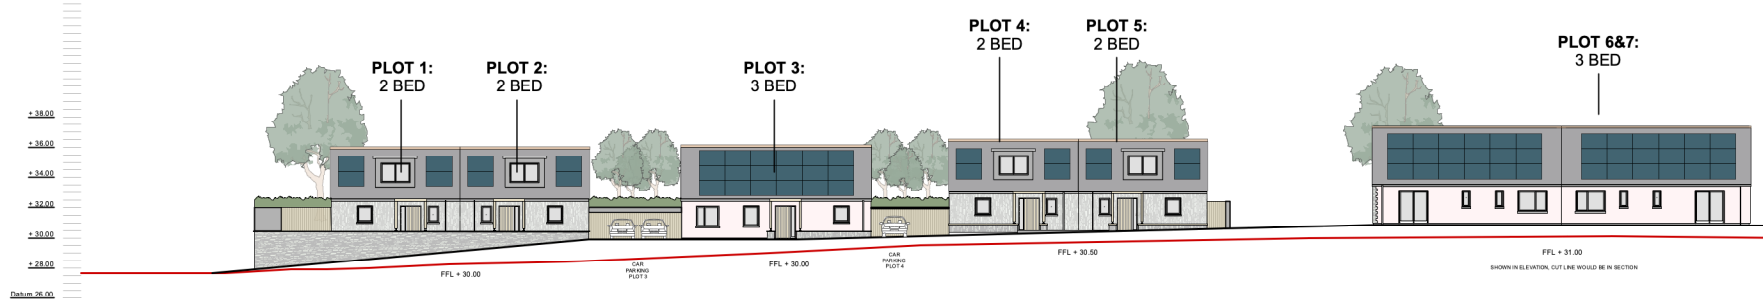 PLOT 4:
2 BED
PLOT 5:
2 BED
PLOT 6&7:
3 BED
PLOT 1:
2 BED
PLOT 2:
2 BED
PLOT 3:
3 BED
+ 38.00
+ 36.00
+ 34.00
+ 32.00
+ 30.00
+ 28.00
Datum 26.00
FFL + 30.00
CAR
PARKING
PLOT 3
FFL + 30.00
CAR
PARKING
PLOT 4
FFL + 30.50
FFL + 31.00
SHOWN IN ELEVATION, CUT LINE WOULD BE IN SECTION